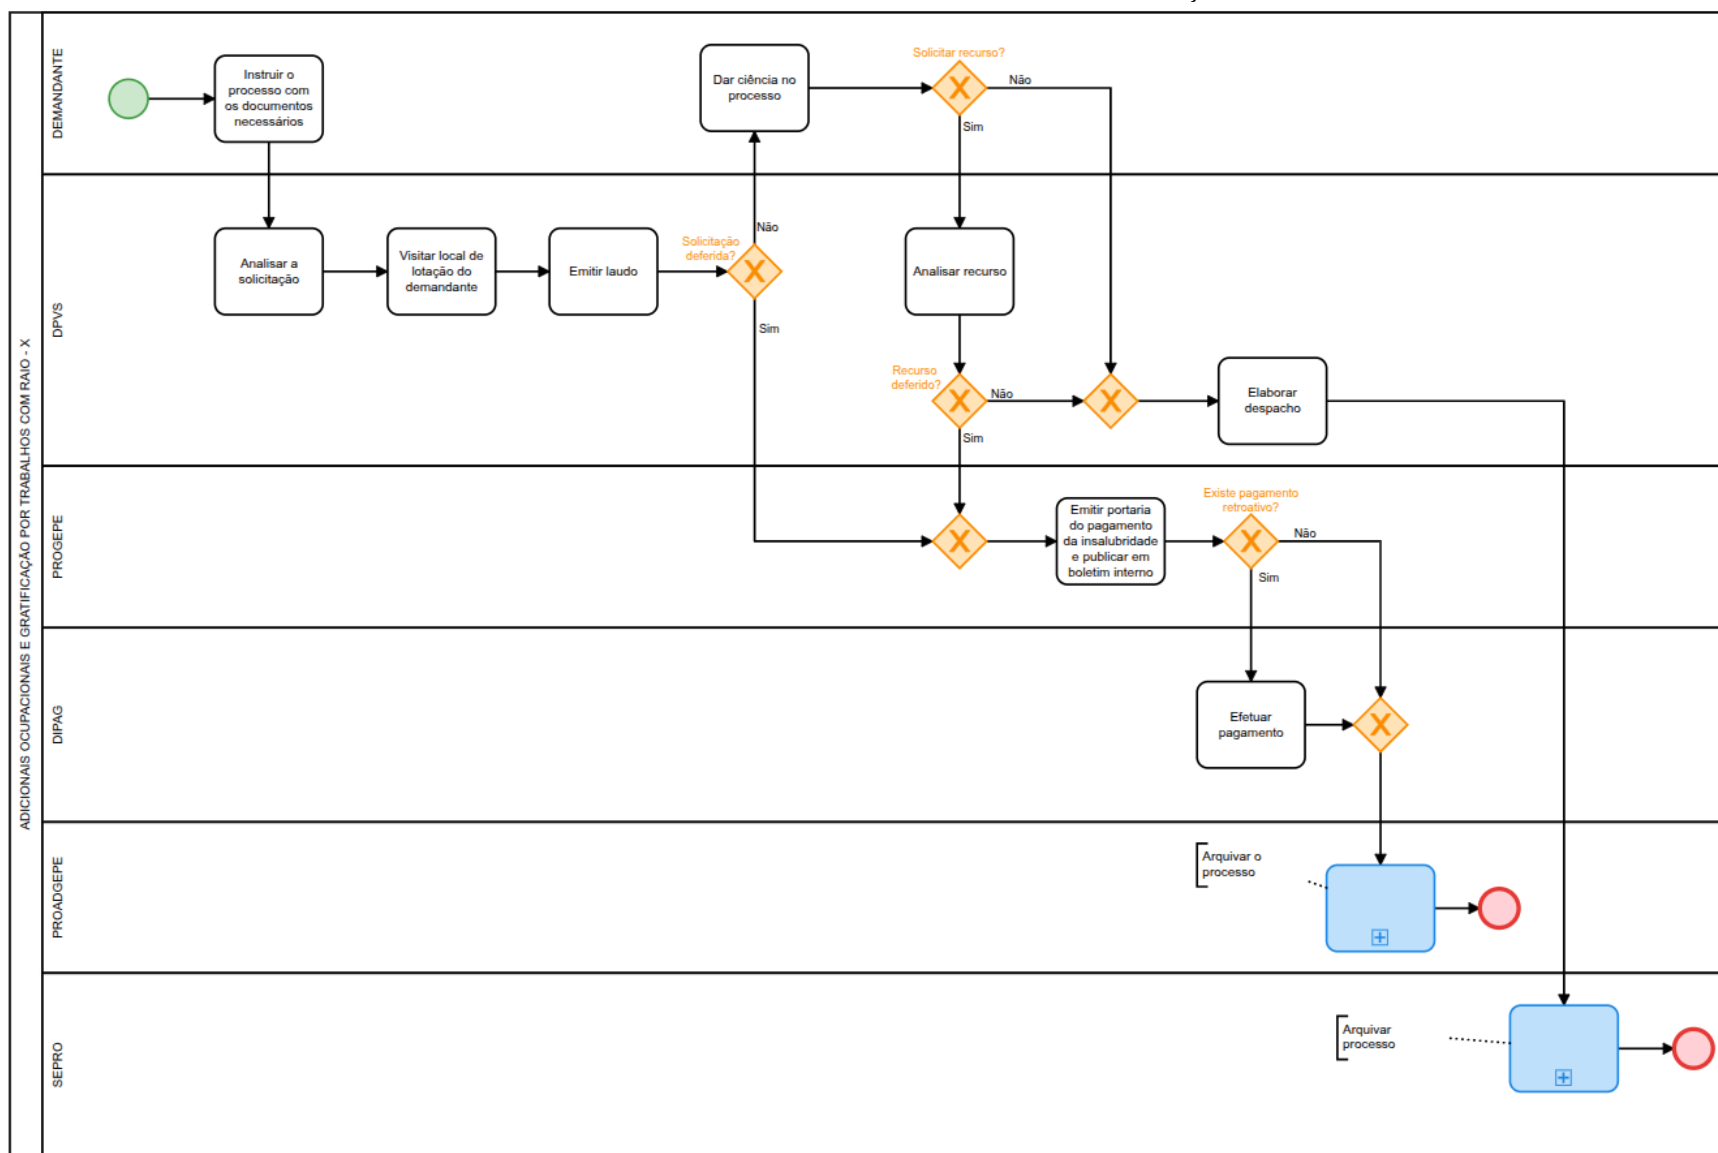 ADICIONAIS OCUPACIONAIS E GRATIFICAÇÃO POR TRABALHOS COM RAIO - X
DEMANDANTE
Instruir o
processo com
os documentos
necessários
Dar ciência no
processo
Solicitar recurso?
Não
Sim
DPVS
Analisar a
solicitação
Visitar local de
lotação do
demandante
Emitir laudo
Solicitação
deferida?
Não
Sim
Analisar recurso
Recurso
deferido?
Não
Sim
Elaborar
despacho
PROGEPE
Emitir portaria
do pagamento
da insalubridade
e publicar em
boletim interno
Existe pagamento
retroativo?
Não
Sim
DIPAG
Efetuar
pagamento
PROADGEPE
Arquivar o
processo
SEPRO
Arquivar
processo